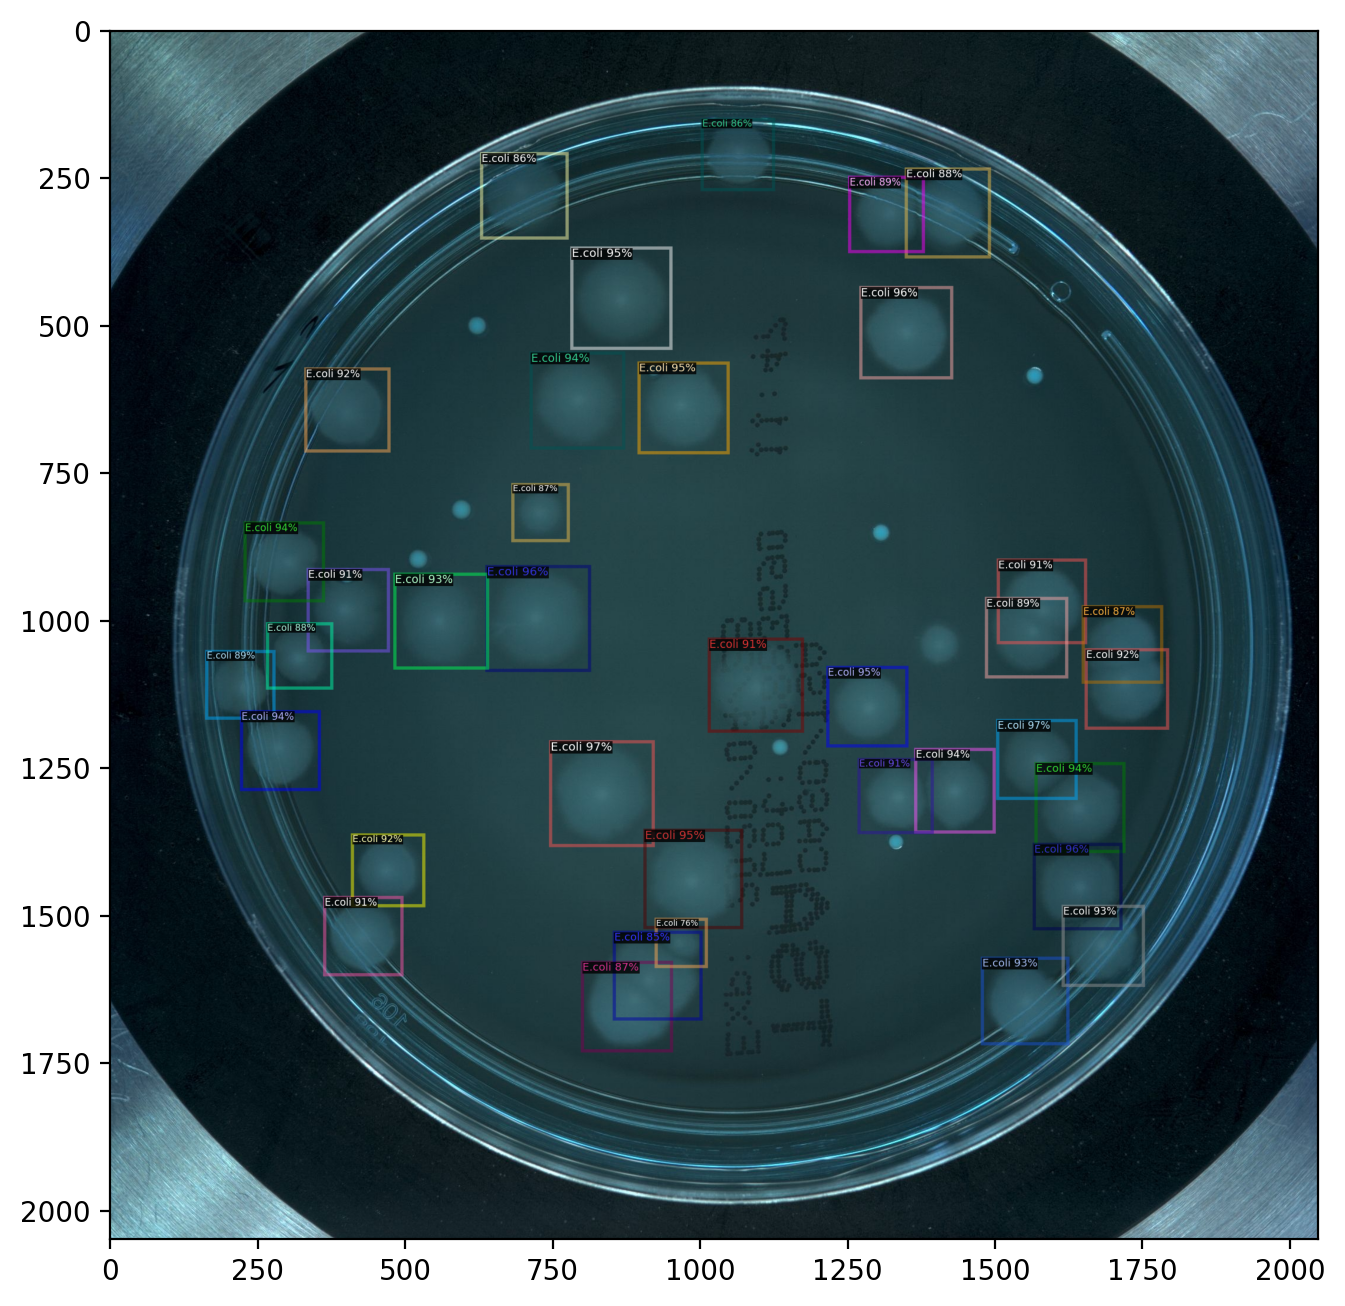 0
E.coli 86%
E.coli 86%
E.coli 88%
250
E.coli 89%
E.coli 95%
E.coli 96%
500
E.coli 94%
E.coli 95%
E.coli 92%
750
E.coli 87%
E.coli 94%
E.coli 91%
E.coli 96%
E.coli 91%
E.coli 93%
E.coli 89%
E.coli 87%
1000
E.coli 88%
E.coli 91%
E.coli 89%
E.coli 92%
E.coli 95%
E.coli 94%
E.coli 97%
E.coli 97%
E.coli 94%
E.coli 91%
E.coli 94%
1250
E.coli 92%
E.coli 95%
E.coli 96%
E.coli 91%
E.coli 93%
1500
E.coli 76%
E.coli 85%
E.coli 87%
E.coli 93%
1750
2000
0 250 500 750 1000 1250 1500 1750 2000